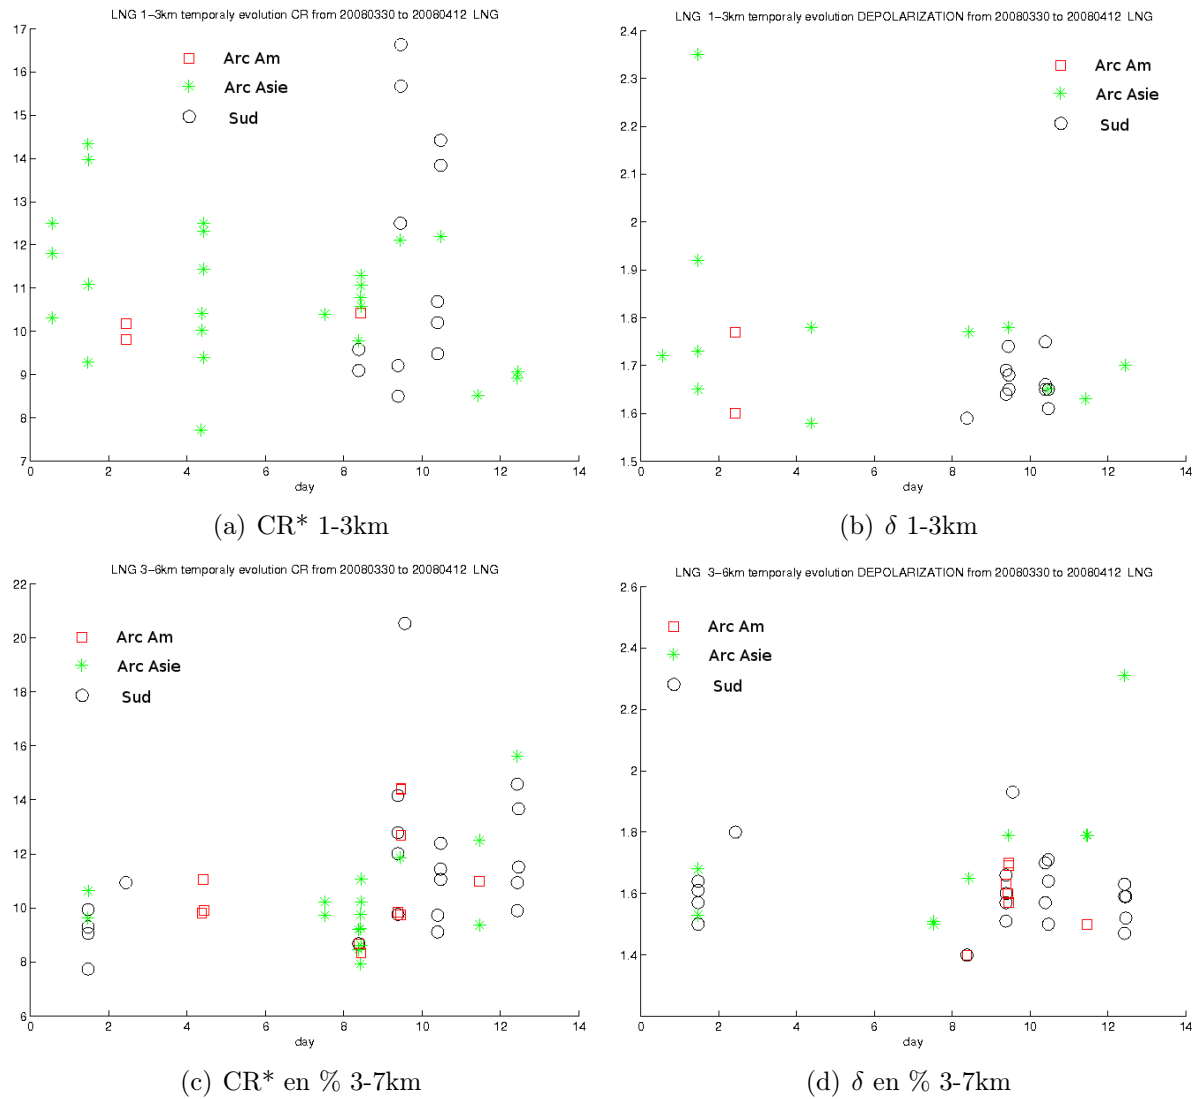 LNG 1-3km temporaly evolution CR from 20080330 to 20080412 LNG
17
16
15
14
13
12
11
10
9
8
7
0 2 4 6 8 10 12 14
day
Arc Am
Arc Asie
Sud
(a) CR* 1-3km
LNG 1-3km temporaly evolution DEPOLARIZATION from 20080330 to 20080412 LNG
2.4
2.3
2.2
2.1
2
1.9
1.8
1.7
1.6
1.5
0 2 4 6 8 10 12 14
day
Arc Am
Arc Asie
Sud
(b) δ 1-3km
LNG 3-6km temporaly evolution CR from 20080330 to 20080412 LNG
22
20
18
16
14
12
10
8
6
0 2 4 6 8 10 12 14
day
Arc Am
Arc Asie
Sud
(c) CR* en % 3-7km
LNG 3-6km temporaly evolution DEPOLARIZATION from 20080330 to 20080412 LNG
2.6
2.4
2.2
2
1.8
1.6
1.4
0 2 4 6 8 10 12 14
day
Arc Am
Arc Asie
Sud
(d) δ en % 3-7km